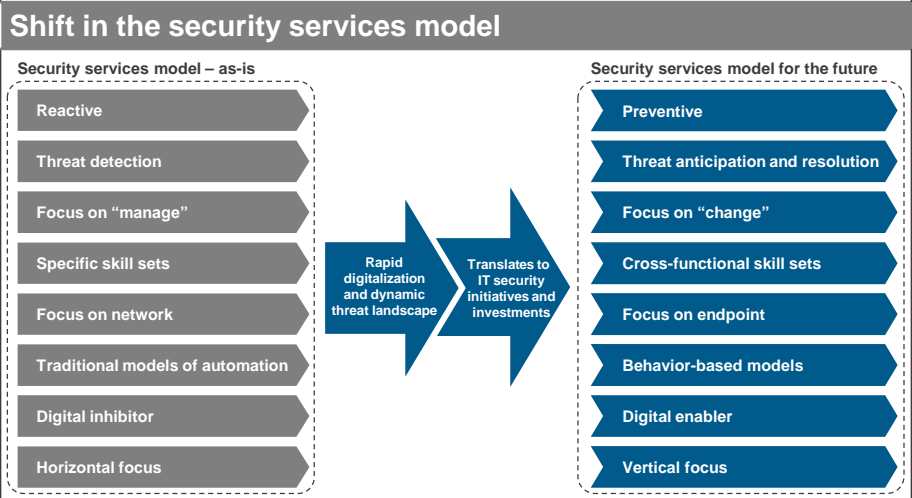 Shift in the security services model
Security services model – as-is
Reactive
Threat detection
Focus on “manage”
Specific skill sets
Focus on network
Traditional models of automation
Digital inhibitor
Horizontal focus
Rapid
digitalization
and dynamic
threat landscape
Translates to
IT security
initiatives and
investments
Security services model for the future
Preventive
Threat anticipation and resolution
Focus on “change”
Cross-functional skill sets
Focus on endpoint
Behavior-based models
Digital enabler
Vertical focus